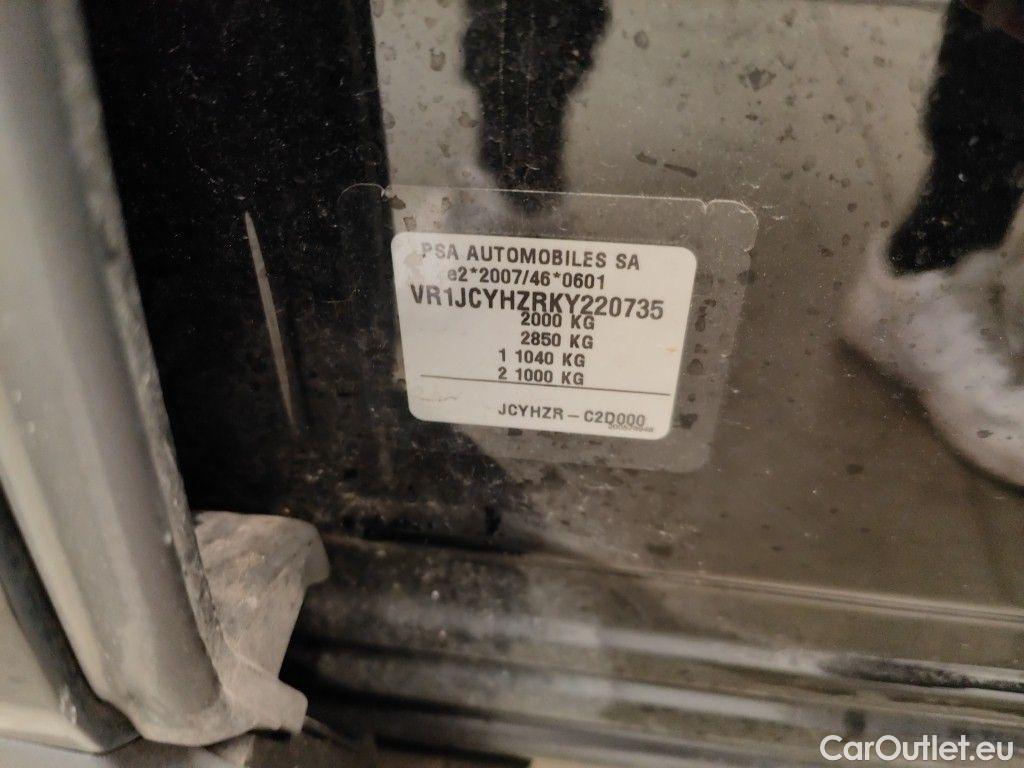 PSA AUTOMOBILES SA
e2*2007/46*0601
VR1JCYHZRKY220735
2000 KG
2850 KG
1 1040 KG
2 1000 KG
JCYHZR - C2D000
CarOutlet.eu